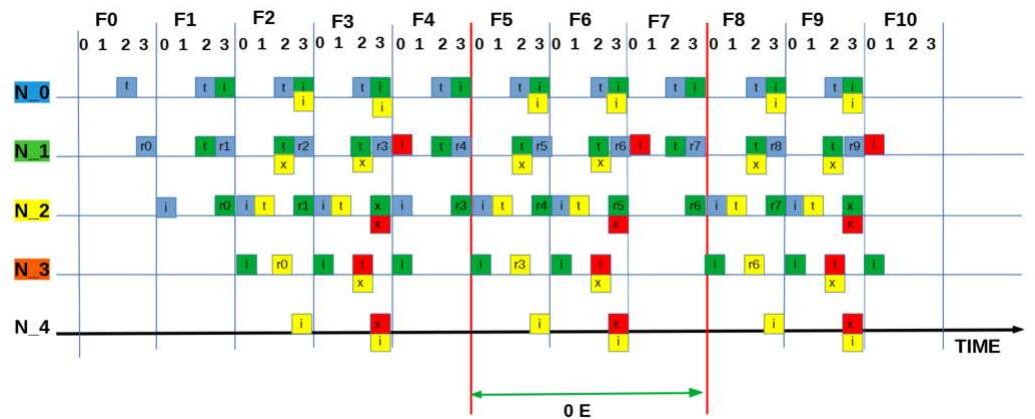 F0 F1 F2 F3 F4 F5 F6 F7 F8 F9 F10
0 1 2 3 0 1 2 3 0 1 2 3 0 1 2 3 0 1 2 3 0 1 2 3 0 1 2 3 0 1 2 3 0 1 2 3 0 1 2 3 0 1 2 3
N_0 t t i t i t i t i t i t i t i t i t i
i i i i i i
N_1 r0 t r1 t r2 t r3 i t r4 t r5 t r6 i t r7 t r8 t r9 i
x x x x x x
N_2 i r0 i t r1 i t x i r3 i t r4 i t r5 r6 i t r7 i t x
x x x
N_3 i r0 i t i i r3 i t i r6 i t i
x x x
N_4 i x i x i x
i i i
TIME
0 E